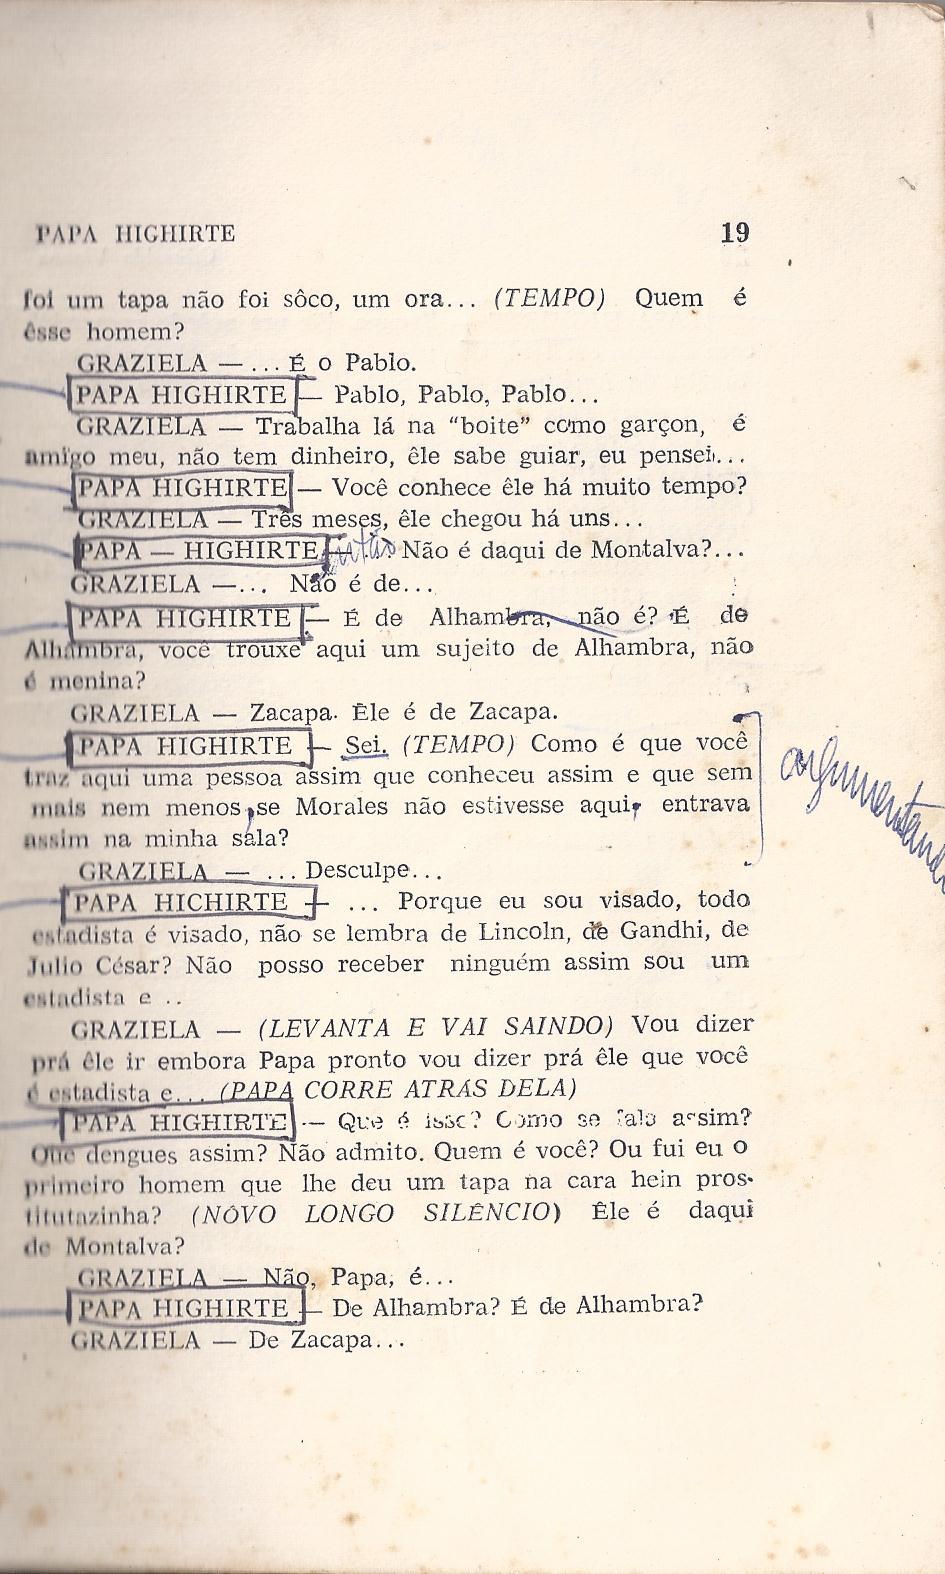 PAPA HIGHIRTE 19
foi um tapa não foi sôco, um ora... (TEMPO) Quem é
êsse homem?
GRAZIELA — ... É o Pablo.
PAPA HIGHIRTE — Pablo, Pablo, Pablo...
GRAZIELA — Trabalha lá na "boite" como garçon, é
amigo meu, não tem dinheiro, êle sabe guiar, eu pensei...
PAPA HIGHIRTE — Você conhece êle há muito tempo?
GRAZIELA — Três meses, êle chegou há uns...
PAPA — HIGHIRTE — então Não é daqui de Montalva?...
GRAZIELA —... Não é de...
PAPA HIGHIRTE — É de Alhambra, não é? É de
Alhambra, você trouxe aqui um sujeito de Alhambra, não
é menina?
GRAZIELA — Zacapa. Êle é de Zacapa.
PAPA HIGHIRTE — Sei. (TEMPO) Como é que você
traz aqui uma pessoa assim que conheceu assim e que sem
mais nem menos, se Morales não estivesse aqui, entrava
assim na minha sala?
argumentando
GRAZIELA — ... Desculpe...
PAPA HICHIRTE — ... Porque eu sou visado, todo
estadista é visado, não se lembra de Lincoln, de Gandhi, de
Julio César? Não posso receber ninguém assim sou um
estadista e ..
GRAZIELA — (LEVANTA E VAI SAINDO) Vou dizer
prá êle ir embora Papa pronto vou dizer prá êle que você
é estadista e... (PAPA CORRE ATRÁS DELA)
PAPA HIGHIRTE — Que é isso? Como se fala assim?
Que dengues assim? Não admito. Quem é você? Ou fui eu o
primeiro homem que lhe deu um tapa na cara hein pros-
titutazinha? (NÔVO LONGO SILÊNCIO) Êle é daqui
de Montalva?
GRAZIELA — Não, Papa, é...
PAPA HIGHIRTE — De Alhambra? É de Alhambra?
GRAZIELA — De Zacapa...